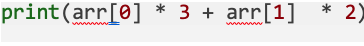 print(arr[0] * 3 + arr[1]  * 2)